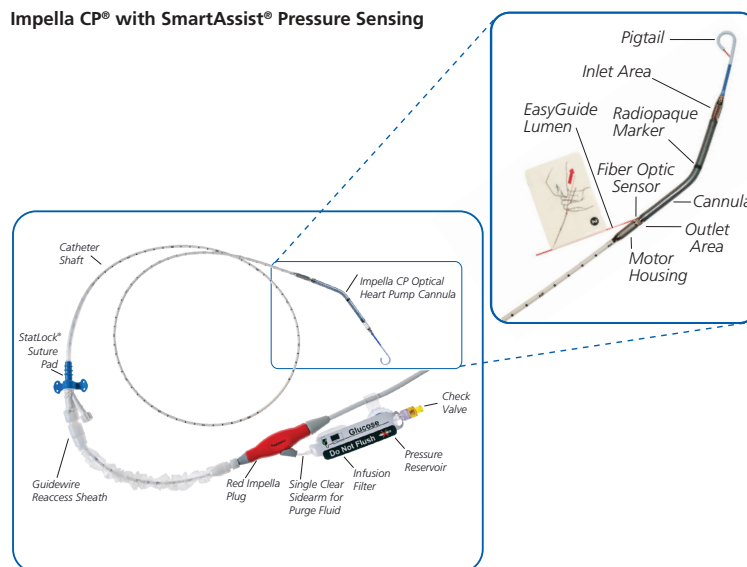 Impella CP® with SmartAssist® Pressure Sensing
Pigtail
Inlet Area
EasyGuide
Lumen
Radiopaque
Marker
Fiber Optic
Sensor
Cannula
Outlet
Area
Motor
Housing
Catheter
Shaft
Impella CP Optical
Heart Pump Cannula
StatLock®
Suture
Pad
Check
Valve
Glucose
Do Not Flush
Pressure
Reservoir
Guidewire
Reaccess Sheath
Red Impella
Plug
Single Clear
Sidearm for
Purge Fluid
Infusion
Filter